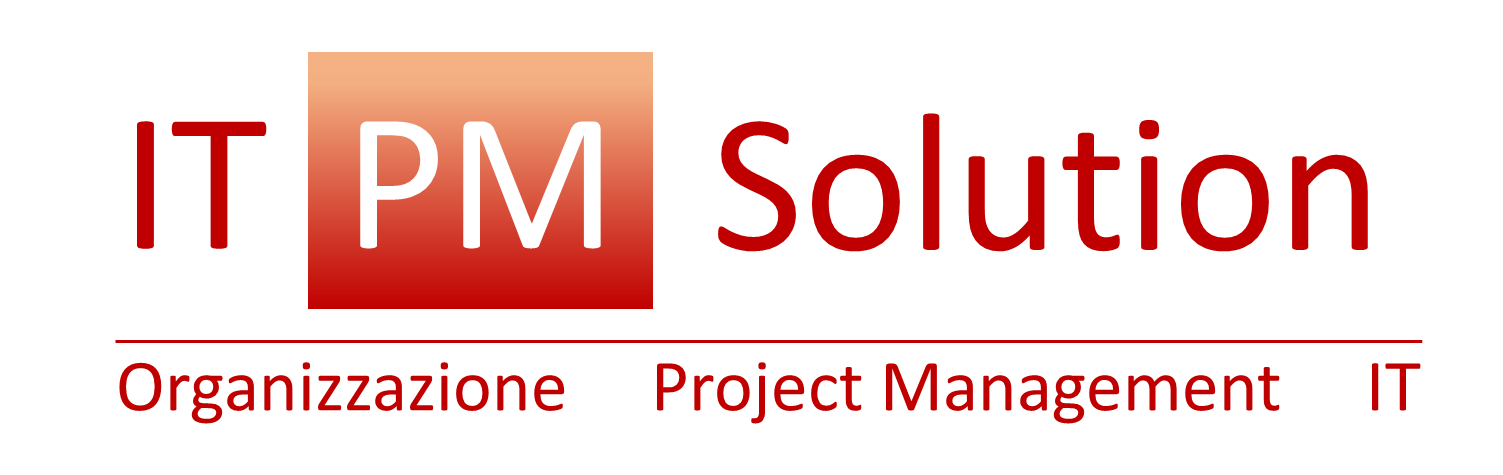 IT PM Solution
Organizzazione Project Management IT